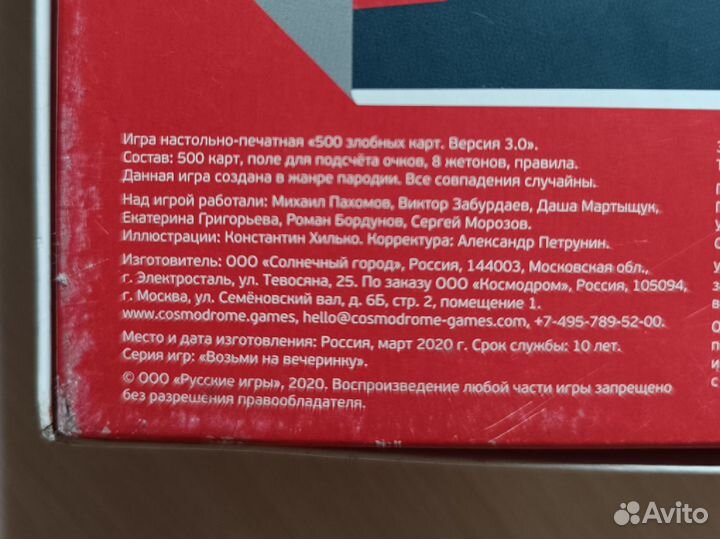 Игра настольно-печатная «500 злобных карт. Версия 3.0».
Состав: 500 карт, поле для подсчёта очков, 8 жетонов, правила.
Данная игра создана в жанре пародии. Все совпадения случайны.
Над игрой работали: Михаил Пахомов, Виктор Забурдаев, Даша Мартыщук,
Екатерина Григорьева, Роман Бордунов, Сергей Морозов.
Иллюстрации: Константин Хилько. Корректура: Александр Петрунин.
Изготовитель: ООО «Солнечный город», Россия, 144003, Московская обл.,
г. Электросталь, ул. Тевосяна, 25. По заказу ООО «Космодром», Россия, 105094,
г. Москва, ул. Семёновский вал, д. 6Б, стр. 2, помещение 1.
www.cosmodrome.games, hello@cosmodrome-games.com, +7-495-789-52-00.
Место и дата изготовления: Россия, март 2020 г. Срок службы: 10 лет.
Серия игр: «Возьми на вечеринку».
© ООО «Русские игры», 2020. Воспроизведение любой части игры запрещено
без разрешения правообладателя.
Avito